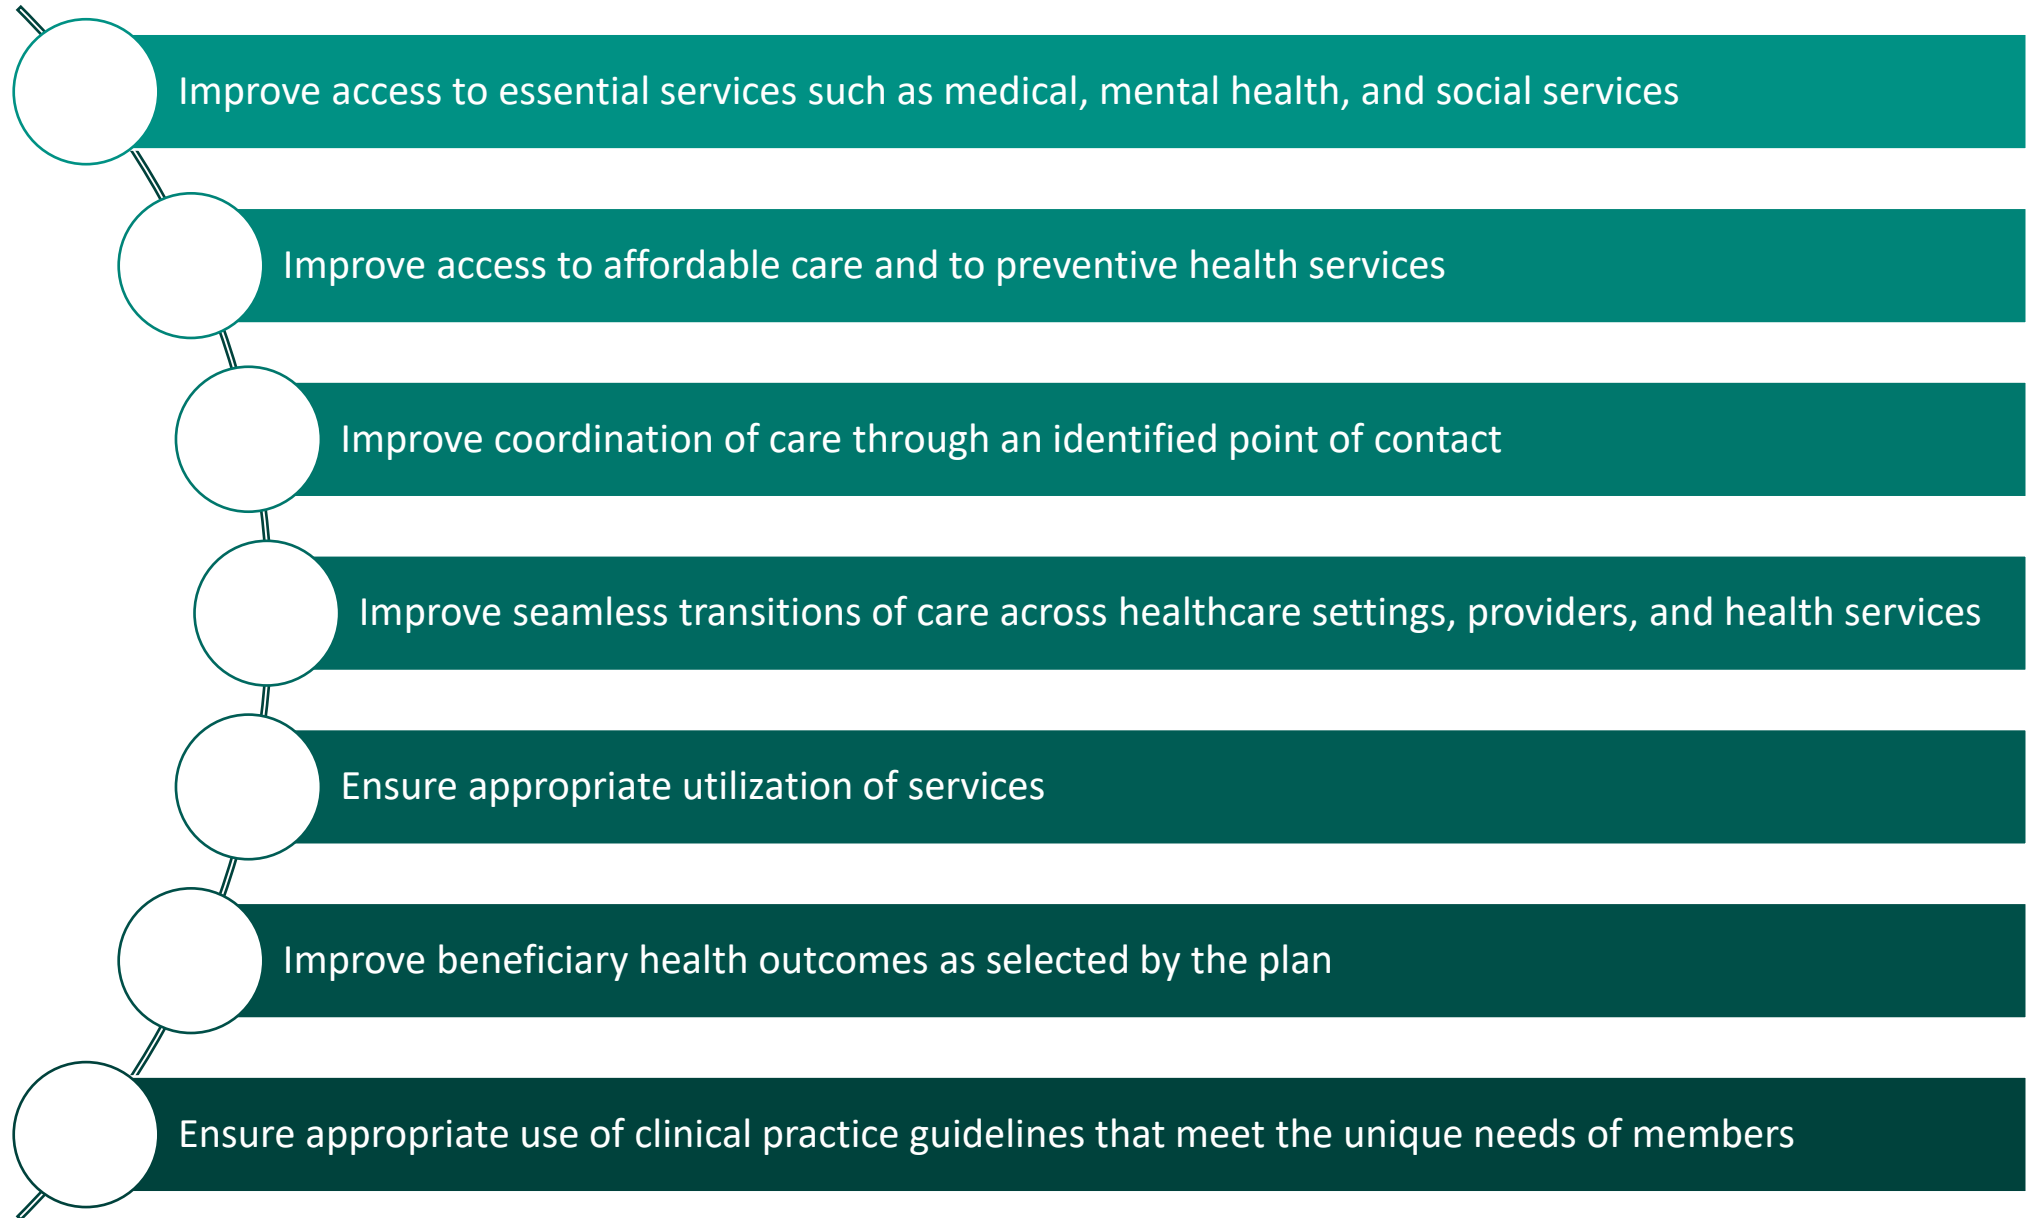 Improve access to essential services such as medical, mental health, and social services
Improve access to affordable care and to preventive health services
Improve coordination of care through an identified point of contact
Improve seamless transitions of care across healthcare settings, providers, and health services
Ensure appropriate utilization of services
Improve beneficiary health outcomes as selected by the plan
Ensure appropriate use of clinical practice guidelines that meet the unique needs of members